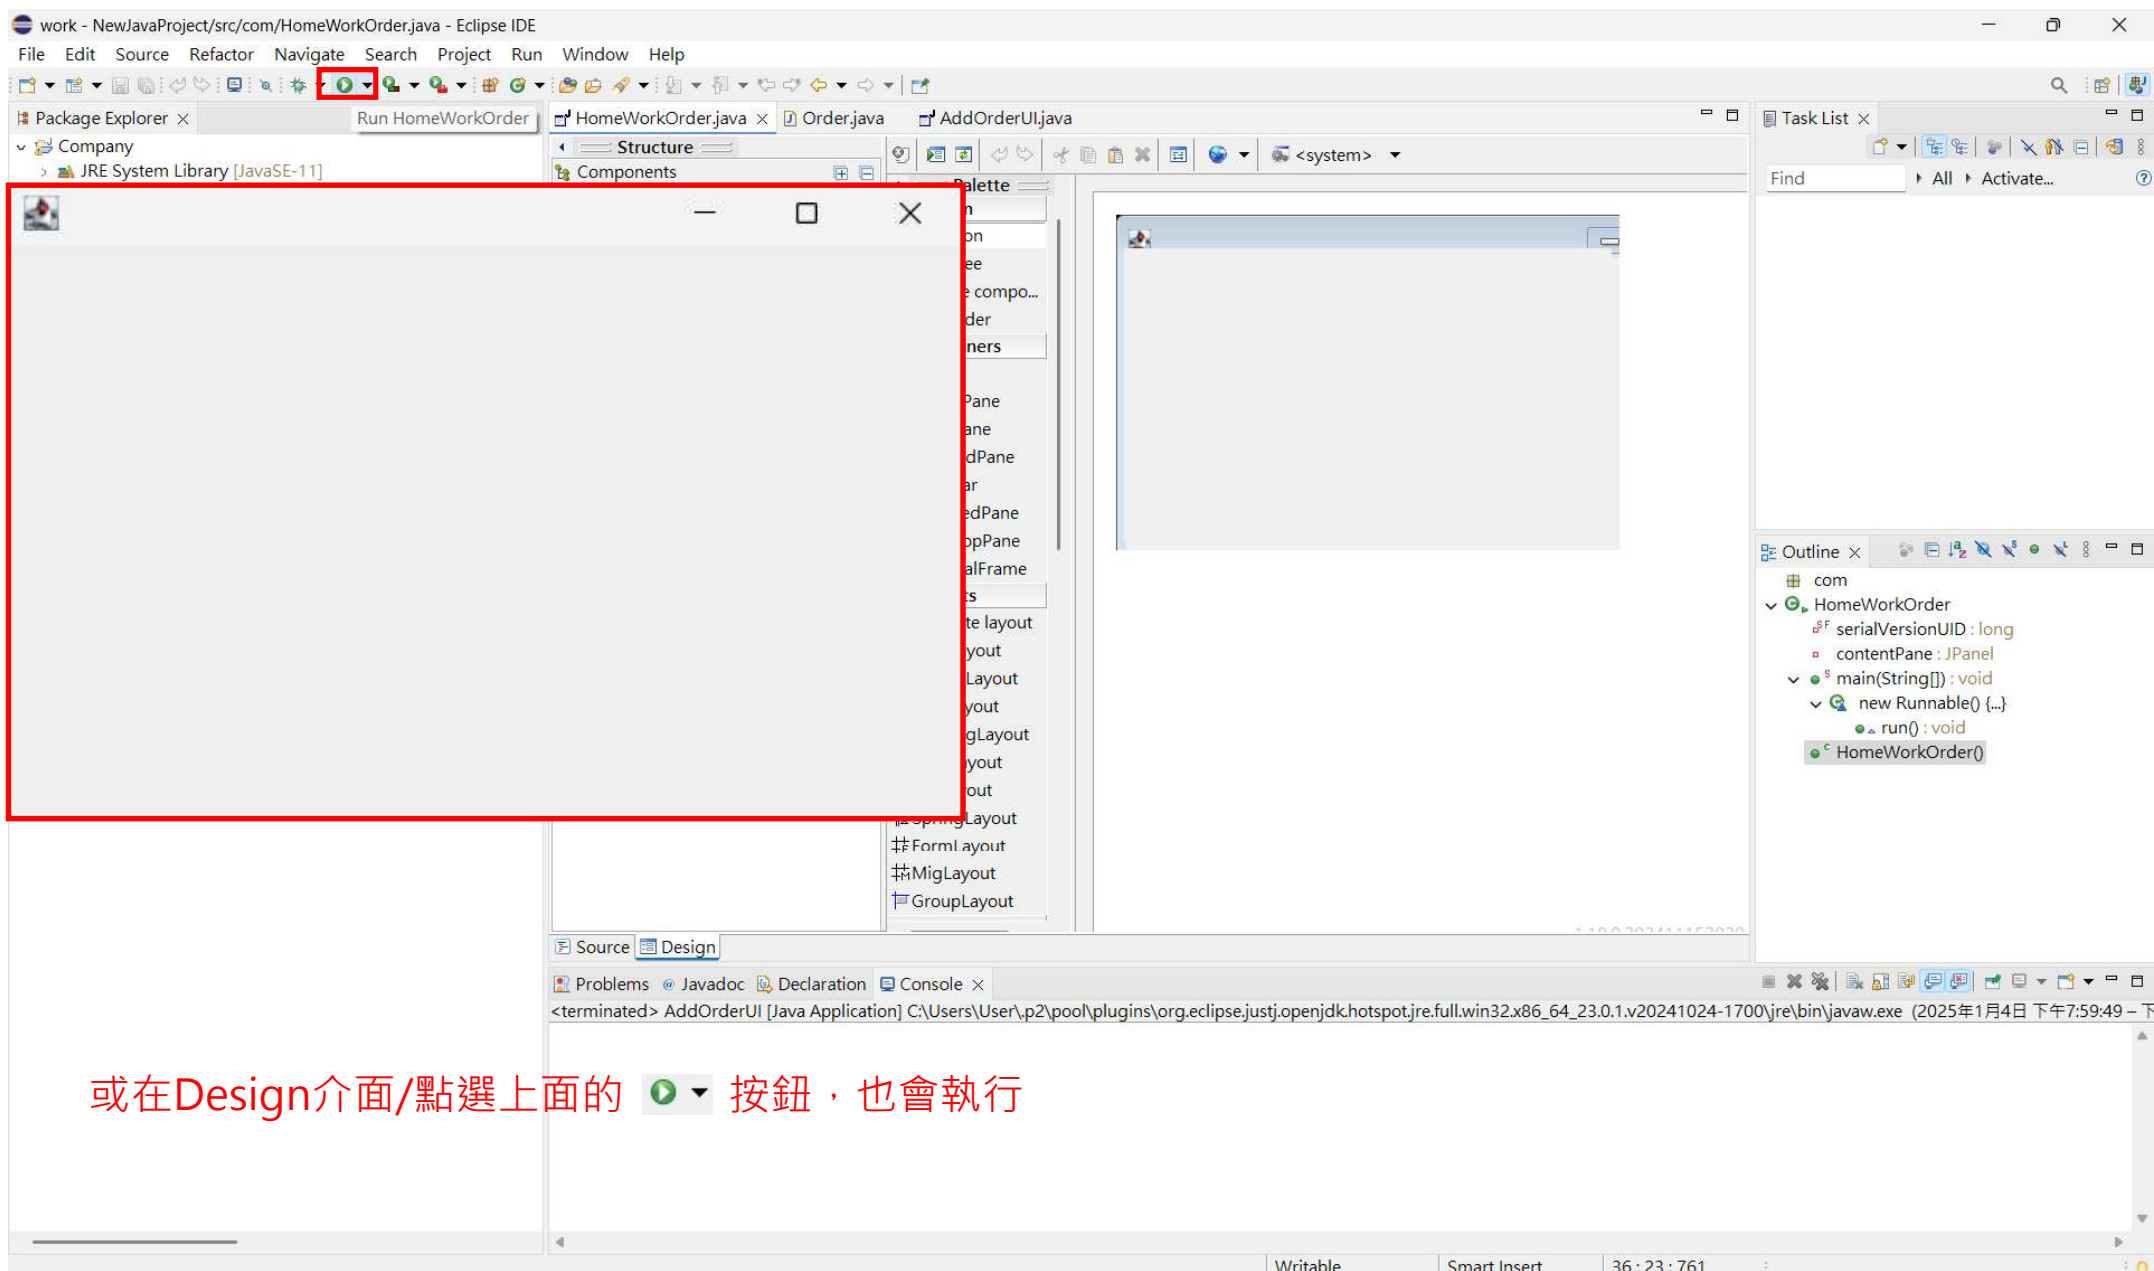 work - NewJavaProject/src/com/HomeWorkOrder.java - Eclipse IDE
File Edit Source Refactor Navigate Search Project Run Window Help
Package Explorer
Run HomeWorkOrder
HomeWorkOrder.java
Order.java
AddOrderUI.java
Task List
Company
JRE System Library [JavaSE-11]
Structure
Components
<system>
Find
All
Activate...
Palette
compo...
FormLayout
MigLayout
GroupLayout
Outline
com
HomeWorkOrder
serialVersionUID : long
contentPane : JPanel
main(String[]) : void
new Runnable() {...}
run() : void
HomeWorkOrder()
Source Design
Problems @ Javadoc Declaration Console
<terminated> AddOrderUI [Java Application] C:\Users\User\.p2\pool\plugins\org.eclipse.justj.openjdk.hotspot.jre.full.win32.x86_64_23.0.1.v20241024-1700\jre\bin\javaw.exe (2025年1月4日 下午7:59:49 –
或在Design介面/點選上面的 按鈕，也會執行
Writable
Smart Insert
36 : 23 : 761